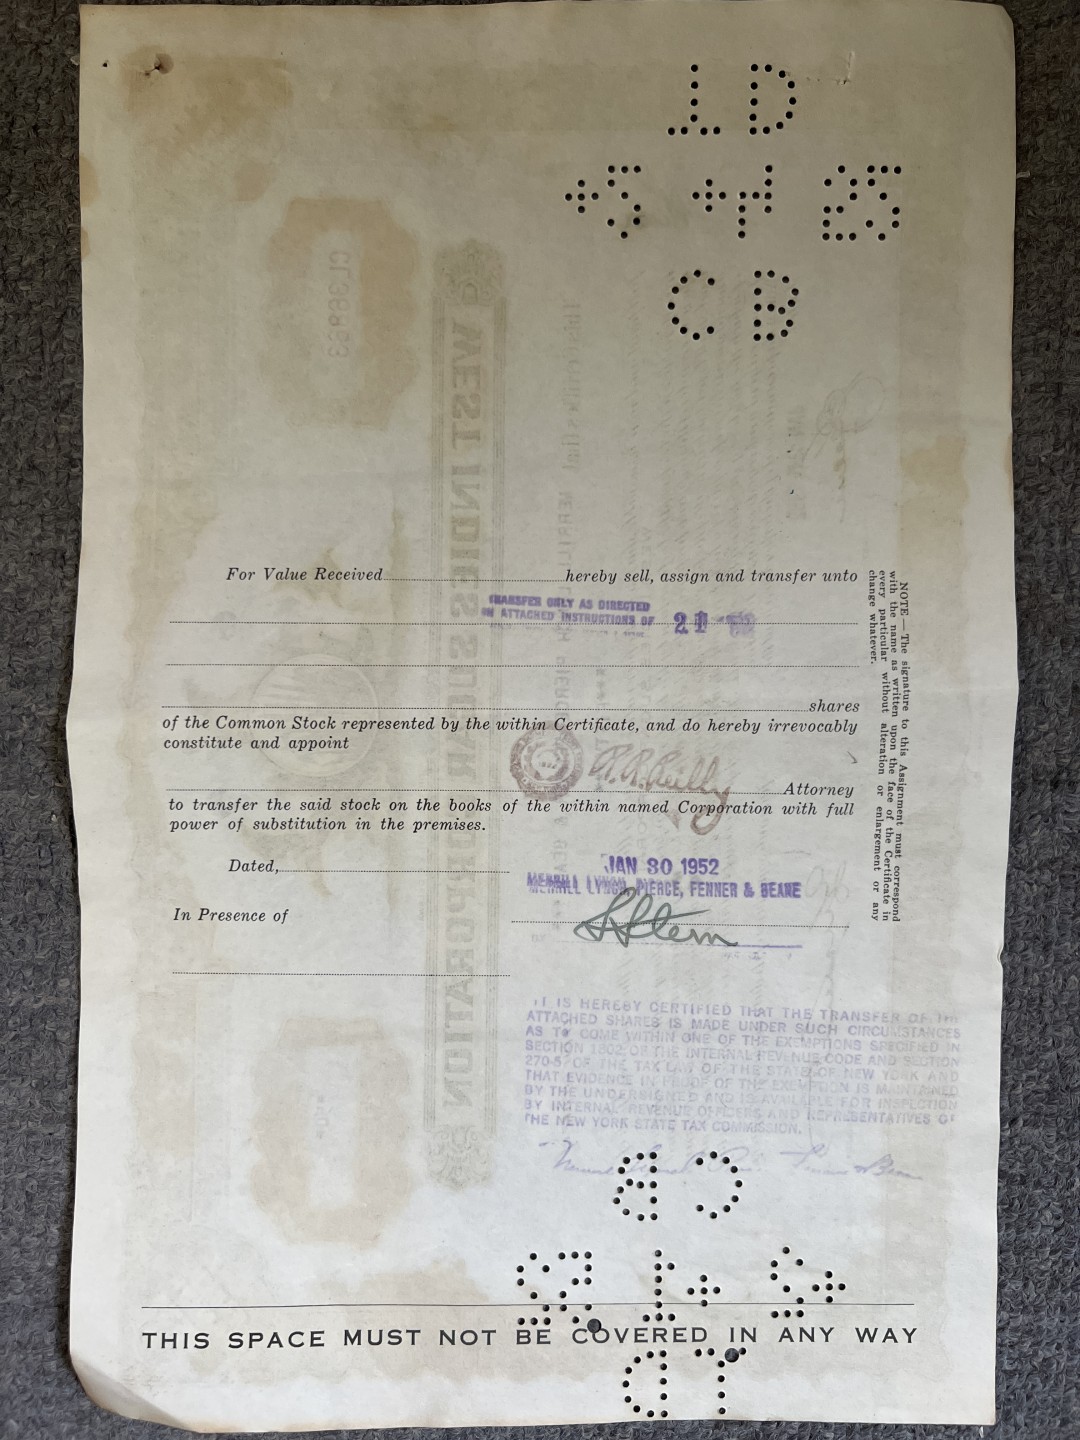 For Value Received hereby sell, assign and transfer unto
TRANSFER ONLY AS DIRECTED
ATTACHED INSTRUCTIONS OF
shares
of the Common Stock represented by the within Certificate, and do hereby irrevocably
constitute and appoint
R. R. Reilly
Attorney
to transfer the said stock on the books of the within named Corporation with full
power of substitution in the premises.
Dated,
JAN 30 1952
MERRILL LYNCH, PIERCE, FENNER & BEANE
In Presence of
Stern
NOTE — The signature to this Assignment must correspond
with the name as written upon the face of the Certificate in
every particular without alteration or enlargement or any
change whatever.
IT IS HEREBY CERTIFIED THAT THE TRANSFER OF THE
ATTACHED SHARES IS MADE UNDER SUCH CIRCUMSTANCES
AS TO COME WITHIN ONE OF THE EXEMPTIONS SPECIFIED IN
SECTION 1802 OF THE INTERNAL REVENUE CODE AND SECTION
270-5 OF THE TAX LAW OF THE STATE OF NEW YORK AND
THAT EVIDENCE IN PROOF OF THE EXEMPTION IS MAINTAINED
BY THE UNDERSIGNED AND IS AVAILABLE FOR INSPECTION
BY INTERNAL REVENUE OFFICERS AND REPRESENTATIVES OF
THE NEW YORK STATE TAX COMMISSION.
THIS SPACE MUST NOT BE COVERED IN ANY WAY